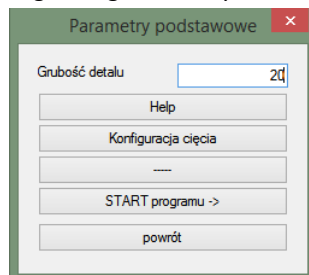 Parametry podstawowe
Grubość detalu 20
Help
Konfiguracja cięcia
-----
START programu ->
powrót